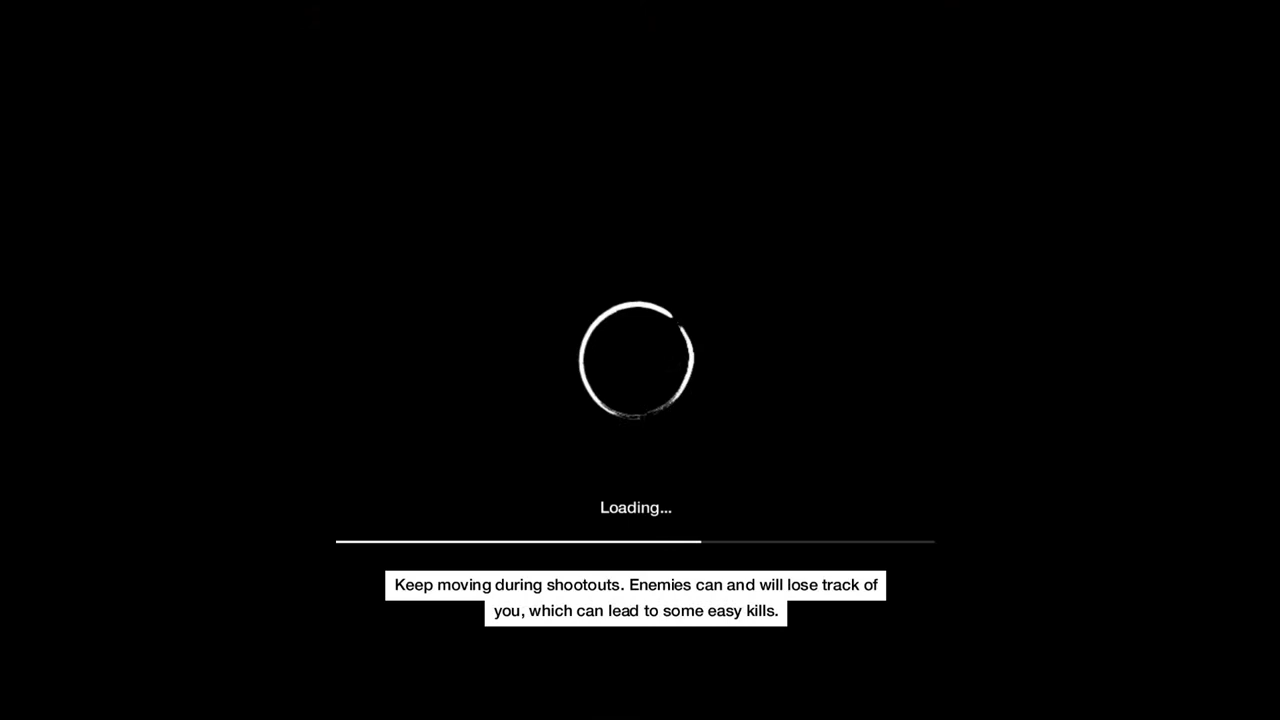 Loading...
Keep moving during shootouts. Enemies can and will lose track of
you, which can lead to some easy kills.